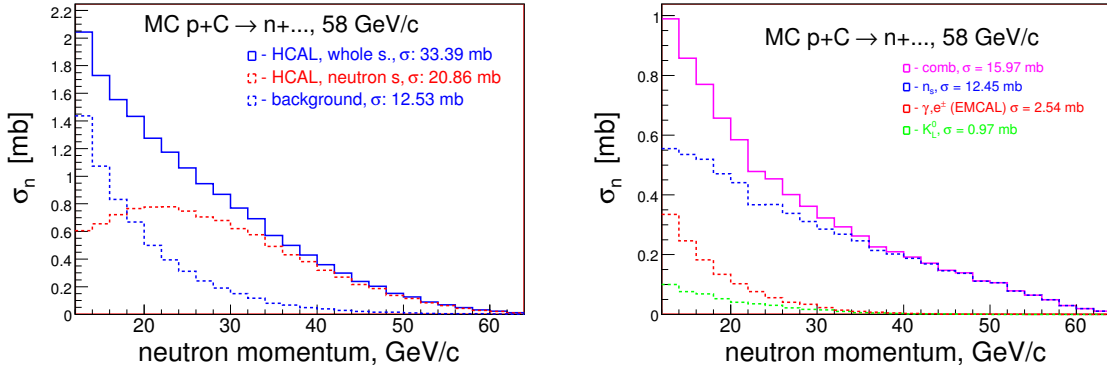 MC p+C → n+..., 58 GeV/c
- HCAL, whole s., σ: 33.39 mb
- HCAL, neutron s, σ: 20.86 mb
- background, σ: 12.53 mb
σn [mb]
2.2
2
1.8
1.6
1.4
1.2
1
0.8
0.6
0.4
0.2
0
20
30
40
50
60
neutron momentum, GeV/c
MC p+C → n+..., 58 GeV/c
- comb, σ = 15.97 mb
- ns, σ = 12.45 mb
- γ,e± (EMCAL) σ = 2.54 mb
- K⁰L, σ = 0.97 mb
σn [mb]
1
0.8
0.6
0.4
0.2
0
20
30
40
50
60
neutron momentum, GeV/c